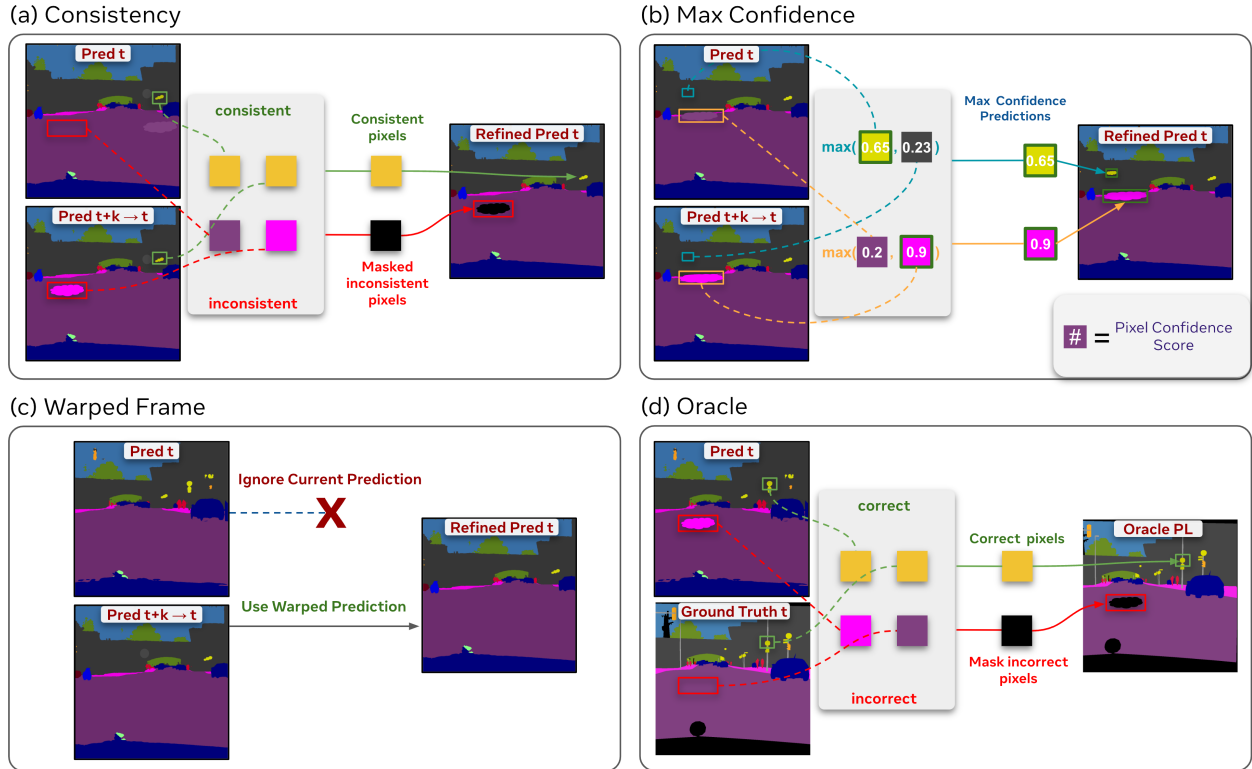 (a) Consistency
Pred t
consistent
Consistent
pixels
Refined Pred t
Pred t+k → t
inconsistent
Masked
inconsistent
pixels
(b) Max Confidence
Pred t
Max Confidence
Predictions
max( 0.65 , 0.23 )
0.65
Refined Pred t
Pred t+k → t
max( 0.2 , 0.9 )
0.9
# = Pixel Confidence
Score
(c) Warped Frame
Pred t
Ignore Current Prediction
X
Refined Pred t
Pred t+k → t
Use Warped Prediction
(d) Oracle
Pred t
correct
Correct pixels
Oracle PL
Ground Truth t
incorrect
Mask incorrect
pixels